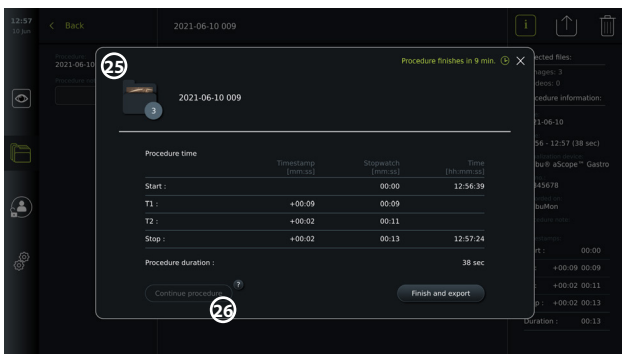 12:57
10 Jun
Back
2021-06-10 009
i
25
Procedure finishes in 9 min.
2021-06-10
3
2021-06-10 009
Procedure time
Timestamp
[mm:ss]
Stopwatch
[mm:ss]
Time
[hh:mm:ss]
Start : 00:00 12:56:39
T1 : +00:09 00:09
T2 : +00:02 00:11
Stop : +00:02 00:13 12:57:24
Procedure duration : 38 sec
Continue procedure ?
Finish and export
26
ected files:
mages: 3
deos: 0
cedure information:
21-06-10
56 - 12:57 (38 sec)
bu® aScope™ Gastro
345678
buMon
rt : 00:00
+00:09 00:09
+00:02 00:11
p : +00:02 00:13
Duration : 00:13